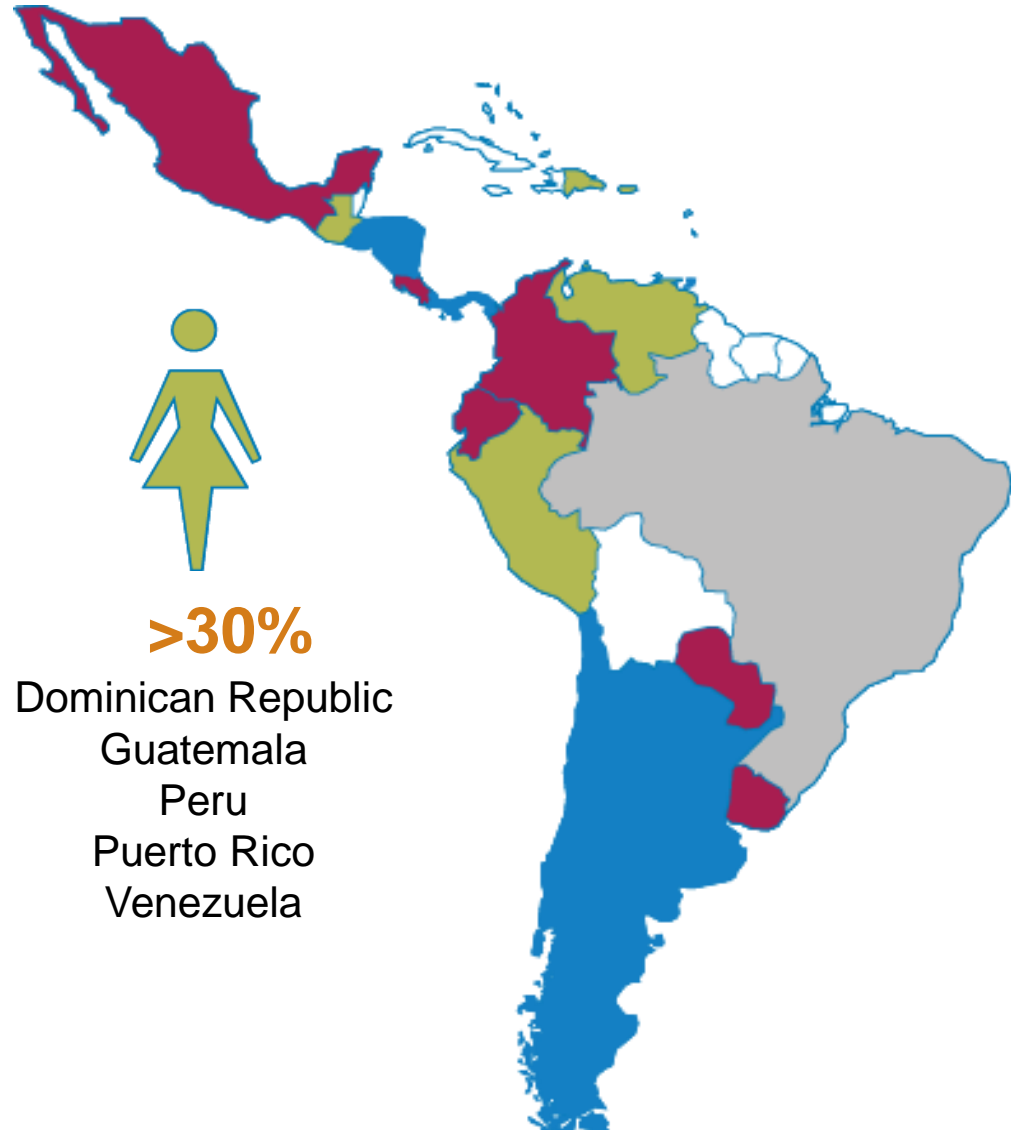 >30%
Dominican Republic
Guatemala
Peru
Puerto Rico
Venezuela